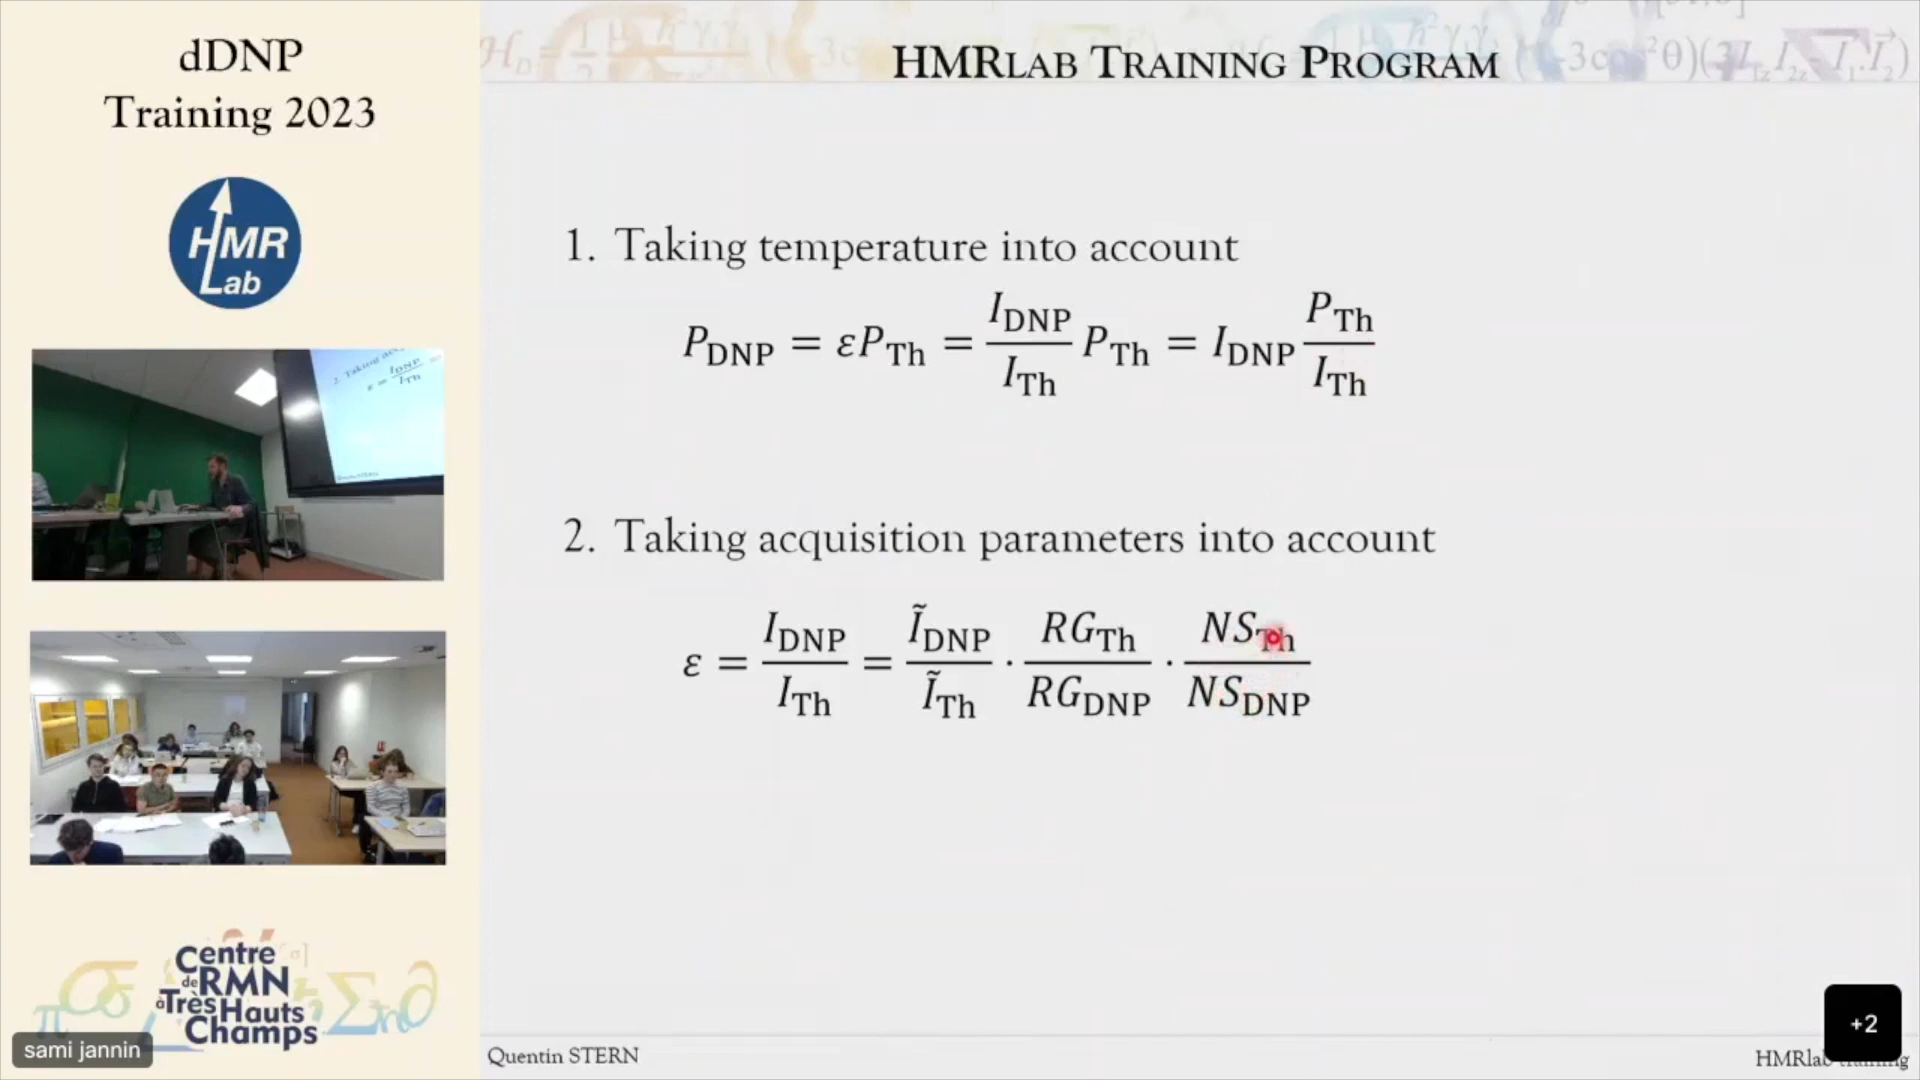 dDNP
Training 2023
HMR
Lab
Centre
de RMN
à Très Hauts
Champs
sami jannin
HMRlab Training Program
1. Taking temperature into account
P_DNP = εP_Th = I_DNP / I_Th P_Th = I_DNP P_Th / I_Th
2. Taking acquisition parameters into account
ε = I_DNP / I_Th = Ĩ_DNP / Ĩ_Th · RG_Th / RG_DNP · NS_Th / NS_DNP
Quentin STERN
+2
HMRlab training